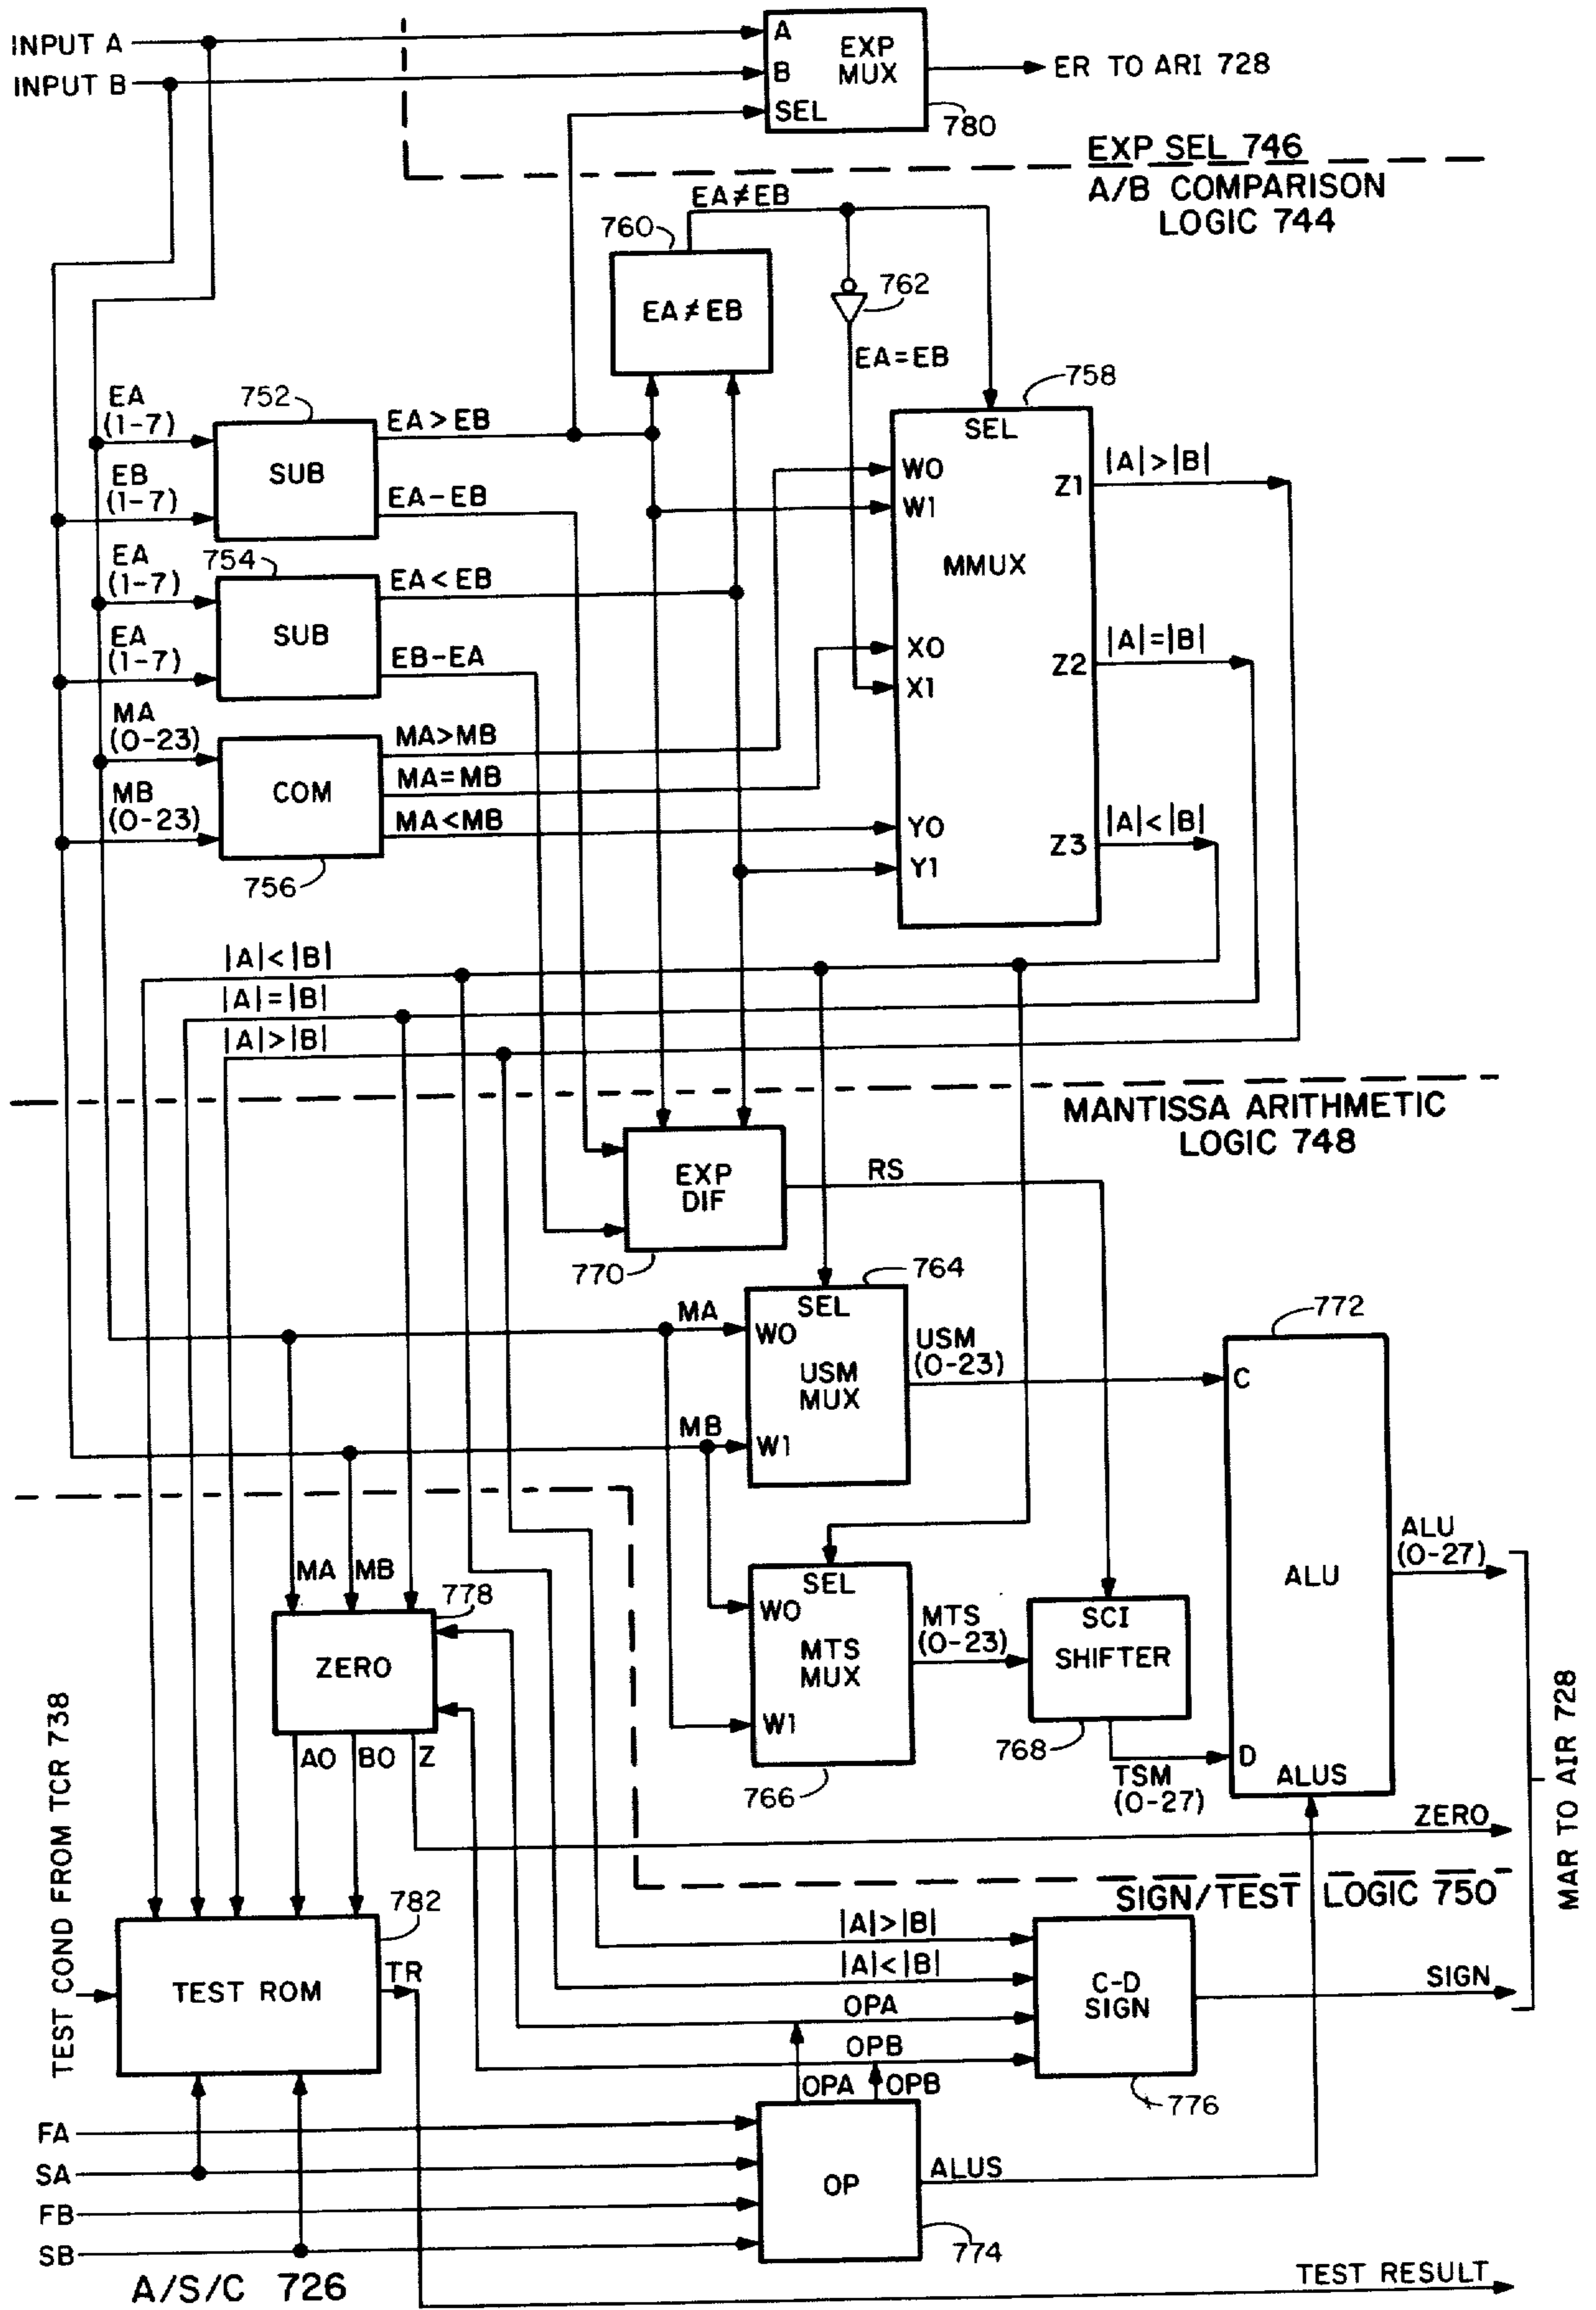 INPUT A
INPUT B
A
B
SEL
EXP
MUX
780
ER TO ARI 728
EXP SEL 746
A/B COMPARISON
LOGIC 744
EA≠EB
760
EA≠EB
762
EA=EB
758
EA
(1-7)
EB
(1-7)
752
SUB
EA>EB
EA-EB
EA
(1-7)
EA
(1-7)
754
SUB
EA<EB
EB-EA
MA
(0-23)
MB
(0-23)
COM
756
MA>MB
MA=MB
MA<MB
SEL
W0
W1
MMUX
X0
X1
Y0
Y1
Z1
Z2
Z3
|A|>|B|
|A|=|B|
|A|<|B|
|A|<|B|
|A|=|B|
|A|>|B|
MANTISSA ARITHMETIC
LOGIC 748
EXP
DIF
770
RS
764
SEL
MA
W0
USM
MUX
MB
W1
USM
(0-23)
772
C
ALU
D
ALUS
ALU
(0-27)
MA
MB
778
ZERO
A0
B0
Z
SEL
W0
MTS
MUX
W1
766
MTS
(0-23)
SCI
SHIFTER
768
TSM
(0-27)
ZERO
MAR TO AIR 728
SIGN/TEST LOGIC 750
TEST COND FROM TCR 738
782
TEST ROM
TR
|A|>|B|
|A|<|B|
OPA
OPB
C-D
SIGN
776
SIGN
OPA
OPB
FA
SA
FB
SB
OP
774
ALUS
A/S/C 726
TEST RESULT